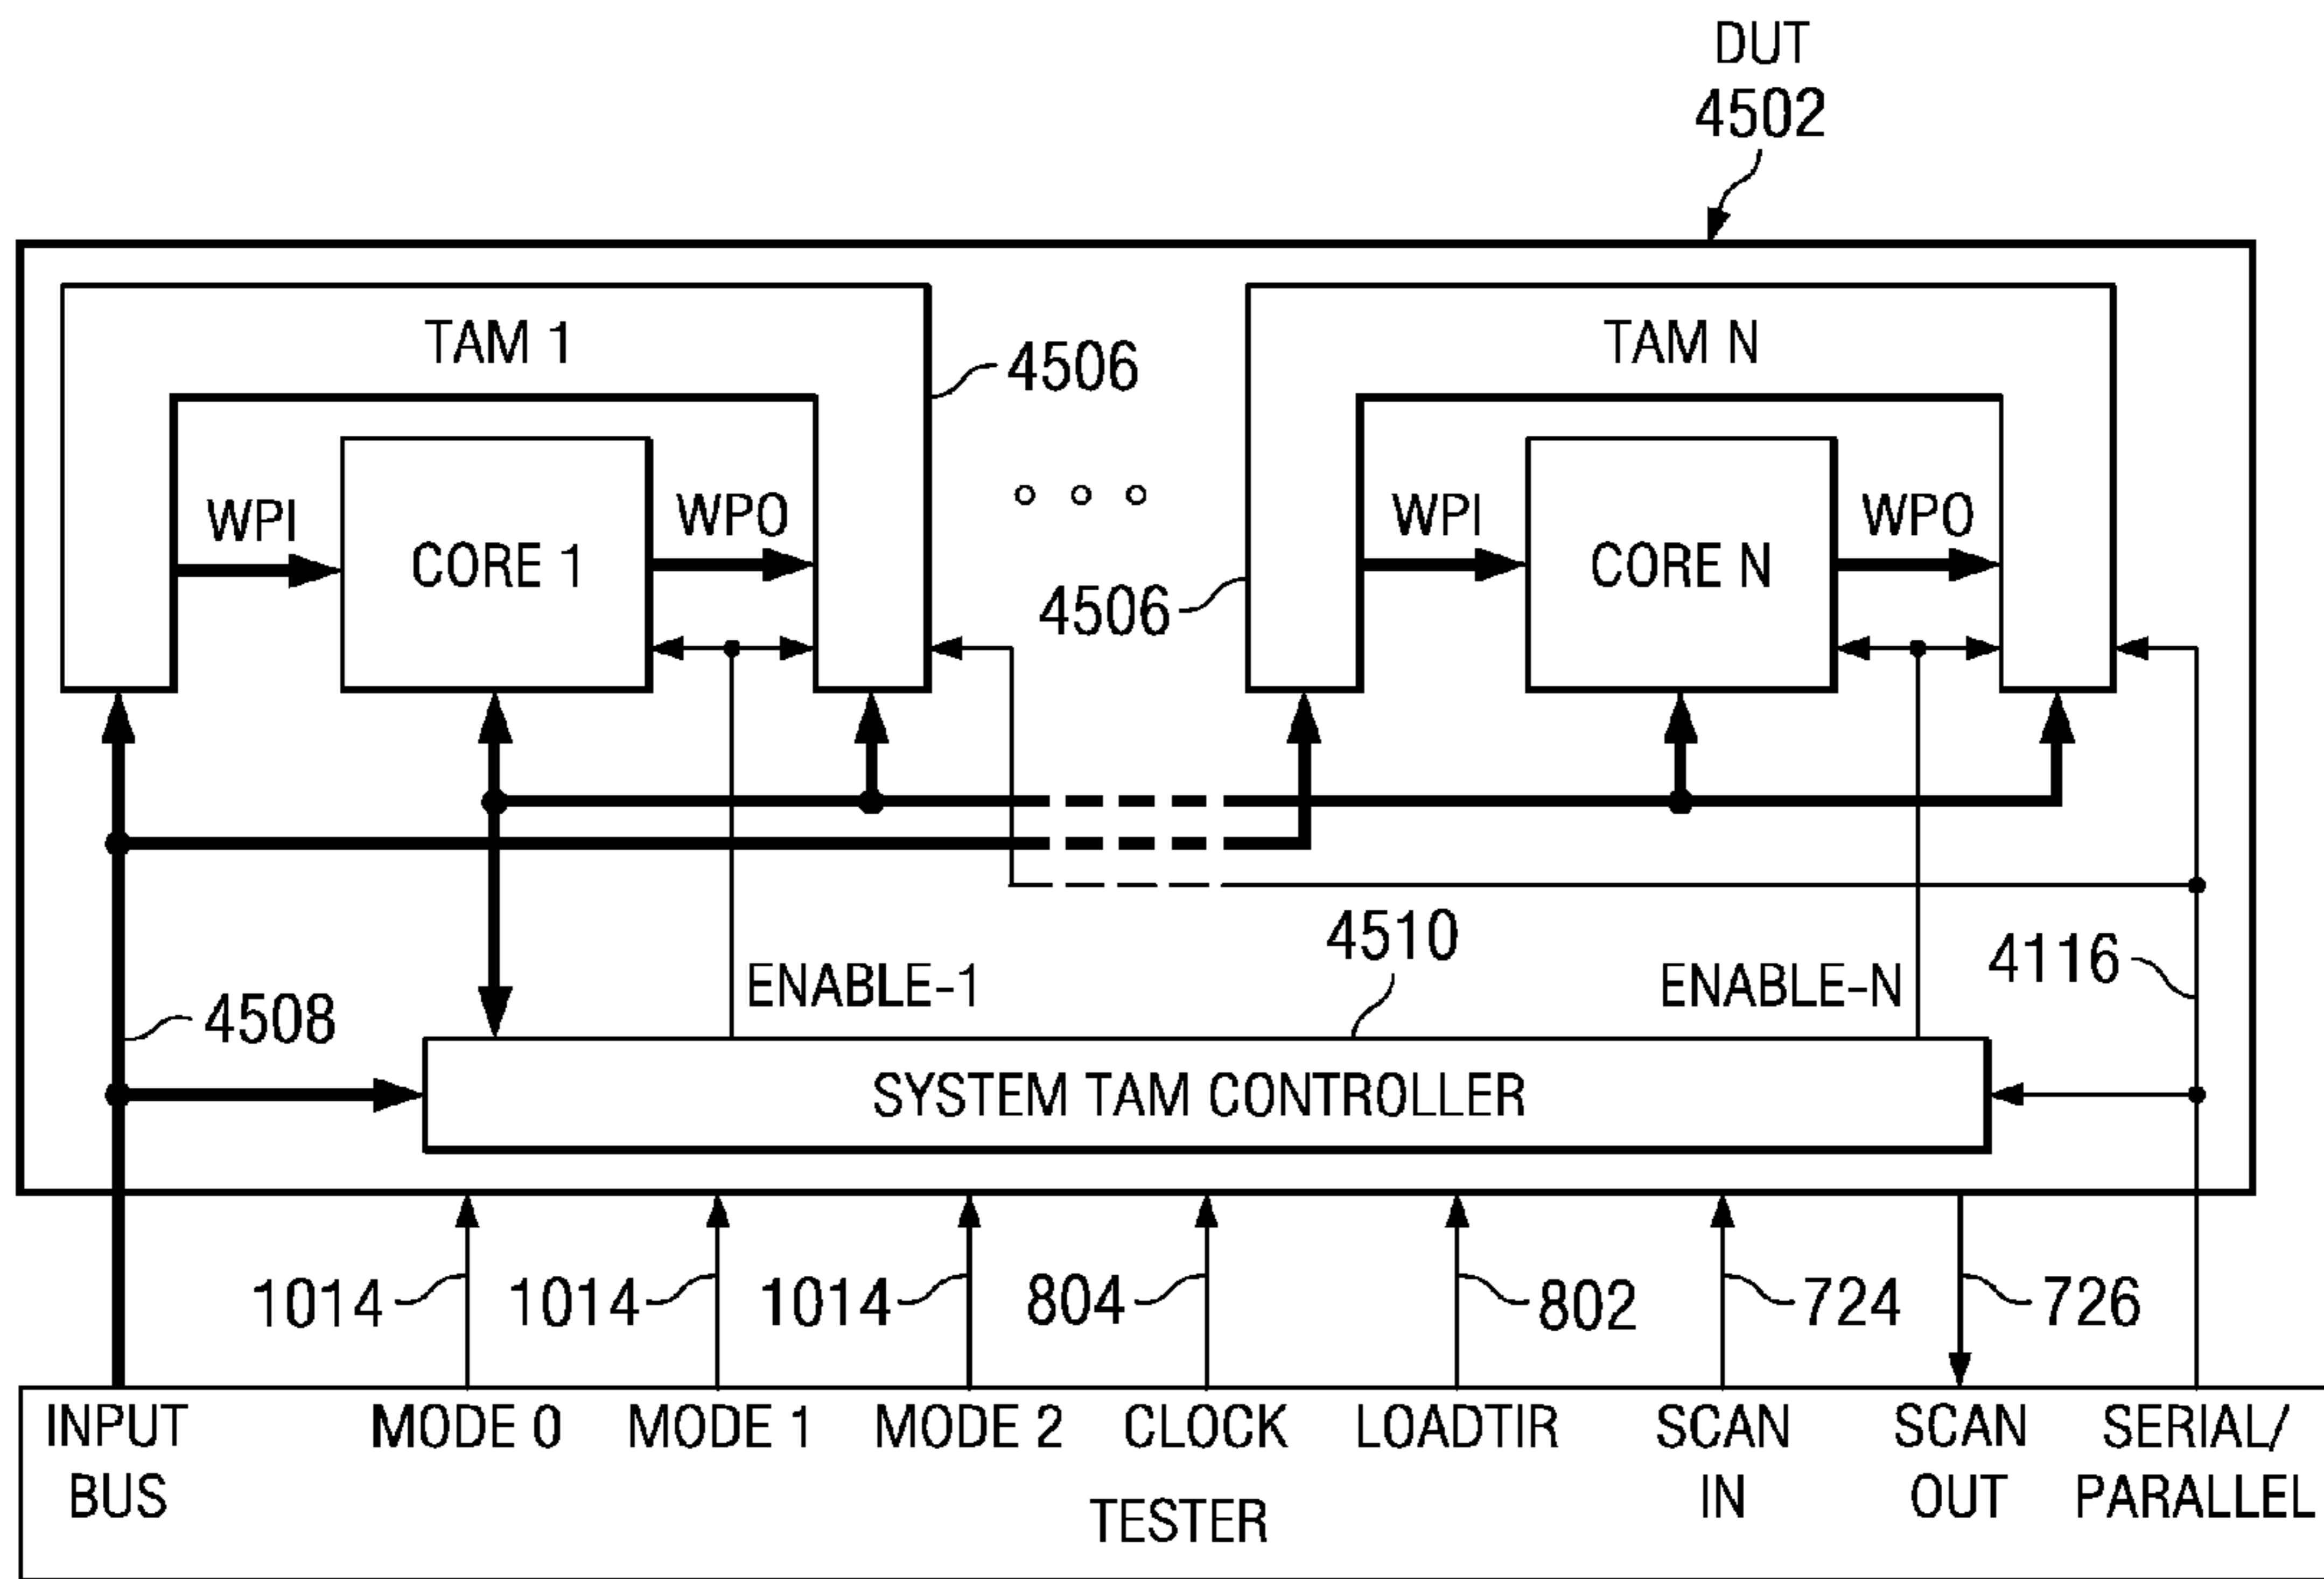 DUT
4502
TAM 1
TAM N
4506
WPI
WPO
WPI
WPO
CORE 1
CORE N
4506
4510
4116
ENABLE-1
ENABLE-N
4508
SYSTEM TAM CONTROLLER
1014
1014
1014
804
802
724
726
INPUT
BUS
MODE 0
MODE 1
MODE 2
CLOCK
LOADTIR
SCAN
IN
SCAN
OUT
SERIAL/
PARALLEL
TESTER